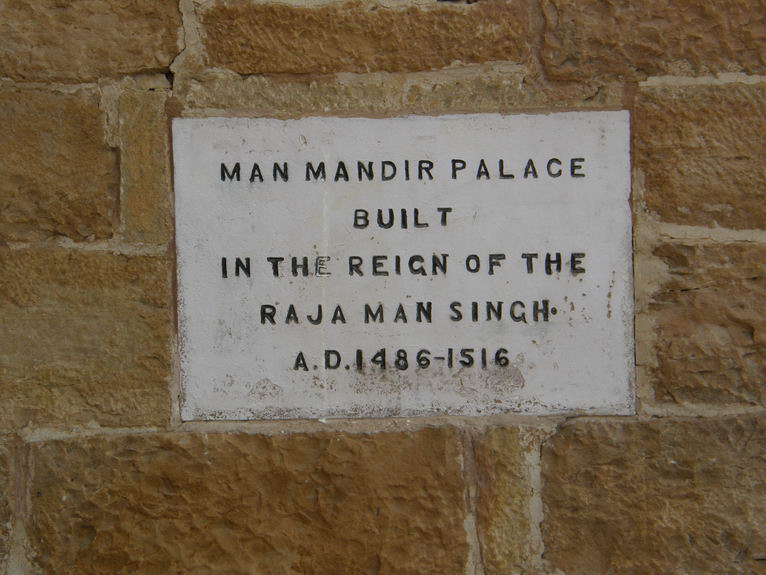 MAN MANDIR PALACE
BUILT
IN THE REIGN OF THE
RAJA MAN SINGH.
A.D.1486-1516